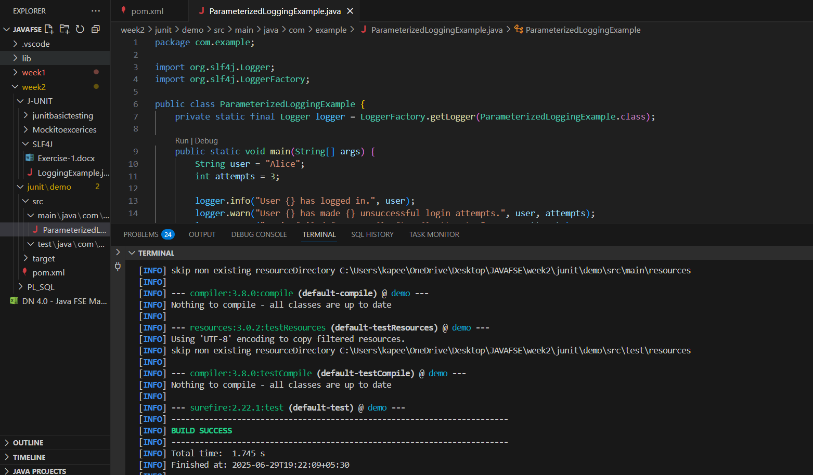 EXPLORER ···
JAVAFSE
.vscode
lib
week1
week2
J-UNIT
junitbasictesting
Mockitoexcerices
SLF4J
Exercise-1.docx
LoggingExample.j...
junit\demo 2
src
main\java\com\...
ParameterizedL...
test\java\com\...
target
pom.xml
PL_SQL
DN 4.0 - Java FSE Ma...
OUTLINE
TIMELINE
JAVA PROJECTS
pom.xml ParameterizedLoggingExample.java
week2 > junit > demo > src > main > java > com > example > ParameterizedLoggingExample.java > ParameterizedLoggingExample
1 package com.example;
2
3 import org.slf4j.Logger;
4 import org.slf4j.LoggerFactory;
5
6 public class ParameterizedLoggingExample {
7 private static final Logger logger = LoggerFactory.getLogger(ParameterizedLoggingExample.class);
8
Run | Debug
9 public static void main(String[] args) {
10 String user = "Alice";
11 int attempts = 3;
12
13 logger.info("User {} has logged in.", user);
14 logger.warn("User {} has made {} unsuccessful login attempts.", user, attempts);
PROBLEMS 24 OUTPUT DEBUG CONSOLE TERMINAL SQL HISTORY TASK MONITOR
TERMINAL
[INFO] skip non existing resourceDirectory C:\Users\kapee\OneDrive\Desktop\JAVAFSE\week2\junit\demo\src\main\resources
[INFO]
[INFO] --- compiler:3.8.0:compile (default-compile) @ demo ---
[INFO] Nothing to compile - all classes are up to date
[INFO]
[INFO] --- resources:3.0.2:testResources (default-testResources) @ demo ---
[INFO] Using 'UTF-8' encoding to copy filtered resources.
[INFO] skip non existing resourceDirectory C:\Users\kapee\OneDrive\Desktop\JAVAFSE\week2\junit\demo\src\test\resources
[INFO]
[INFO] --- compiler:3.8.0:testCompile (default-testCompile) @ demo ---
[INFO] Nothing to compile - all classes are up to date
[INFO]
[INFO] --- surefire:2.22.1:test (default-test) @ demo ---
[INFO] ------------------------------------------------------------------------
[INFO] BUILD SUCCESS
[INFO] ------------------------------------------------------------------------
[INFO] Total time: 1.745 s
[INFO] Finished at: 2025-06-29T19:22:09+05:30